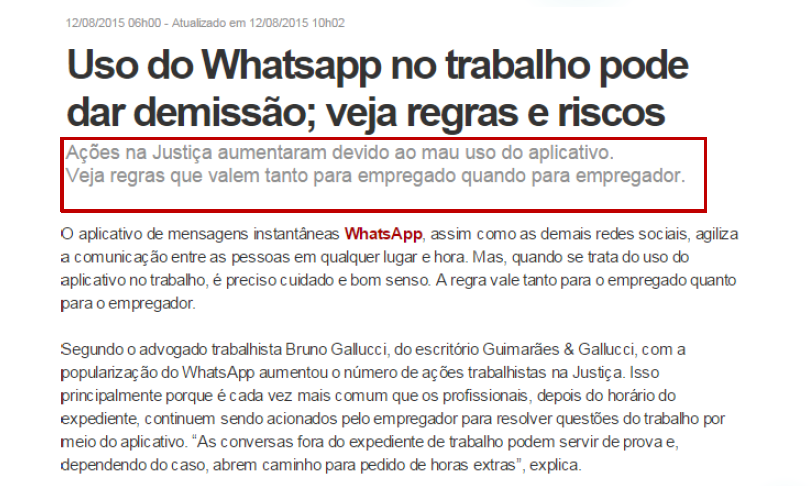 12/08/2015 06h00 - Atualizado em 12/08/2015 10h02
Uso do Whatsapp no trabalho pode
dar demissão; veja regras e riscos
Ações na Justiça aumentaram devido ao mau uso do aplicativo.
Veja regras que valem tanto para empregado quando para empregador.
O aplicativo de mensagens instantâneas WhatsApp, assim como as demais redes sociais, agiliza
a comunicação entre as pessoas em qualquer lugar e hora. Mas, quando se trata do uso do
aplicativo no trabalho, é preciso cuidado e bom senso. A regra vale tanto para o empregado quanto
para o empregador.
Segundo o advogado trabalhista Bruno Gallucci, do escritório Guimarães & Gallucci, com a
popularização do WhatsApp aumentou o número de ações trabalhistas na Justiça. Isso
principalmente porque é cada vez mais comum que os profissionais, depois do horário do
expediente, continuem sendo acionados pelo empregador para resolver questões do trabalho por
meio do aplicativo. “As conversas fora do expediente de trabalho podem servir de prova e,
dependendo do caso, abrem caminho para pedido de horas extras”, explica.